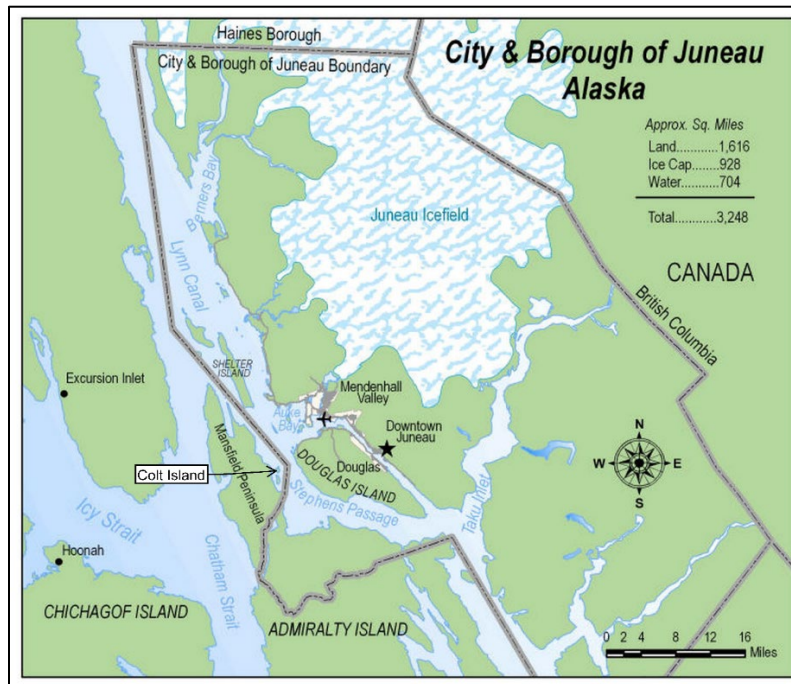 Haines Borough
City & Borough of Juneau Boundary
City & Borough of Juneau
Alaska
Approx. Sq. Miles
Land............1,616
Ice Cap........928
Water..........704
Total............3,248
Berners Bay
Juneau Icefield
CANADA
Lynn Canal
British Columbia
SHELTER
ISLAND
Excursion Inlet
Mendenhall
Valley
Auke
Bay
Downtown
Juneau
Mansfield Peninsula
Colt Island
Douglas
DOUGLAS ISLAND
Stephens Passage
Taku Inlet
N
W
E
S
Icy Strait
Hoonah
Chatham Strait
CHICHAGOF ISLAND
ADMIRALTY ISLAND
0 2 4 8 12 16
Miles